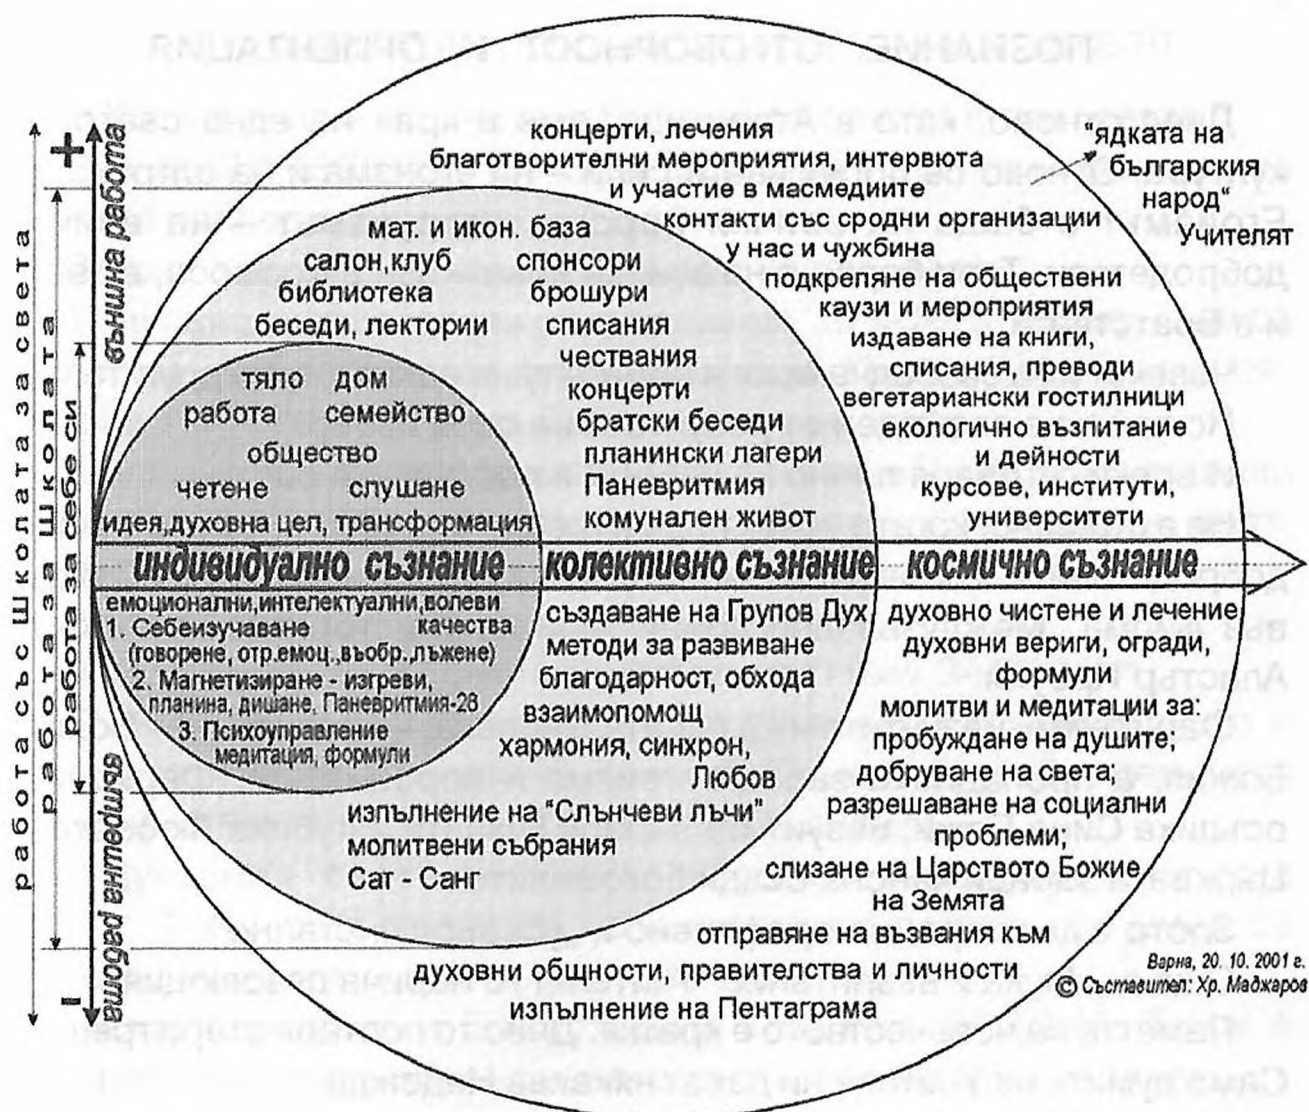 концерти, лечения
благотворителни мероприятия, интервюта
и участие в масмедиите
контакти със сродни организации
у нас и чужбина
подкрепяне на обществени
каузи и мероприятия
издаване на книги,
списания, преводи
вегетариански гостилници
екологично възпитание
и дейности
курсове, институти,
университети
"ядката на
българския
народ"
Учителят
мат. и икон. база
салон, клуб спонсори
библиотека брошури
беседи, лектории списания
чествания
концерти
братски беседи
планински лагери
Паневритмия
комунален живот
тяло дом
работа семейство
общество
четене слушане
идея, духовна цел, трансформация
индивидуално съзнание колективно съзнание космично съзнание
емоционални, интелектуални, волеви
1. Себеизучаване качества
(говорене, отр.емоц.,въобр.,лъжене)
2. Магнетизиране - изгреви,
планина, дишане, Паневритмия-28
3. Психоуправление
медитация, формули
създаване на Групов Дух
методи за развиване
благодарност, обхода
взаимопомощ
хармония, синхрон,
Любов
изпълнение на "Слънчеви лъчи"
молитвени събрания
Сат - Санг
духовно чистене и лечение
духовни вериги, огради,
формули
молитви и медитации за:
пробуждане на душите;
добруване на света;
разрешаване на социални
проблеми;
слизане на Царството Божие
на Земята
отправяне на възвания към
духовни общности, правителства и личности
изпълнение на Пентаграма
работа със Школата за света
работа за Школата
работа за себе си
+
външна работа
вътрешна работа
-
Варна, 20. 10. 2001 г.
© Съставител: Хр. Маджаров